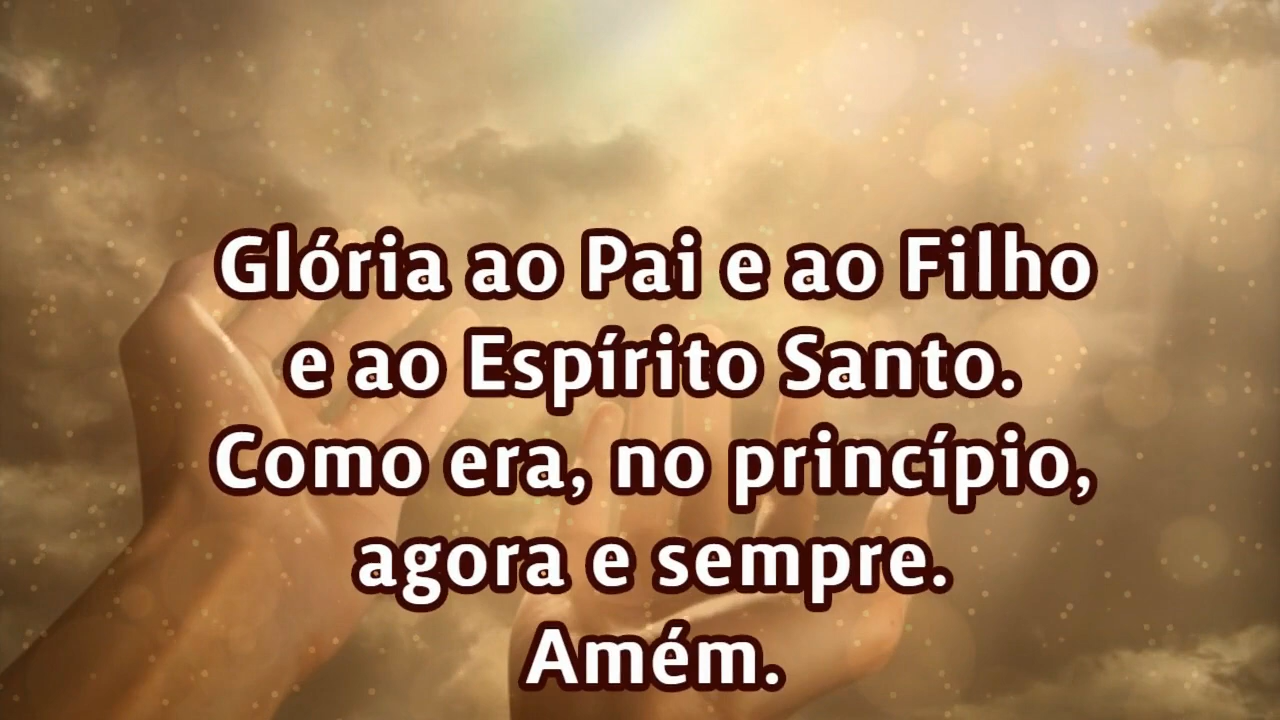 Glória ao Pai e ao Filho
e ao Espírito Santo.
Como era, no princípio,
agora e sempre.
Amém.